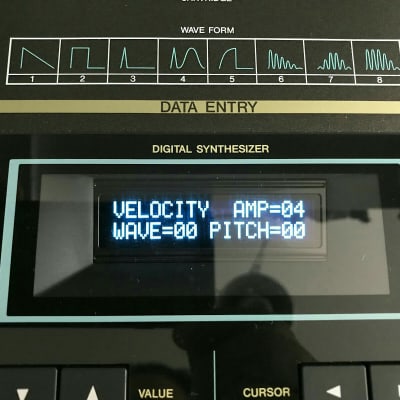 CARTRIDGE
WAVE FORM
1 2 3 4 5 6 7 8
DATA ENTRY
DIGITAL SYNTHESIZER
VELOCITY AMP=04
WAVE=00 PITCH=00
VALUE CURSOR